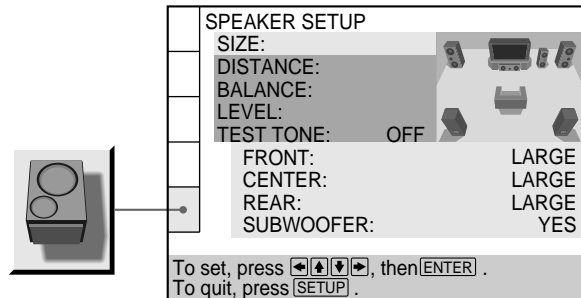 SPEAKER SETUP
SIZE:
DISTANCE:
BALANCE:
LEVEL:
TEST TONE: OFF
FRONT: LARGE
CENTER: LARGE
REAR: LARGE
SUBWOOFER: YES
To set, press ←↑↓→, then ENTER .
To quit, press SETUP .